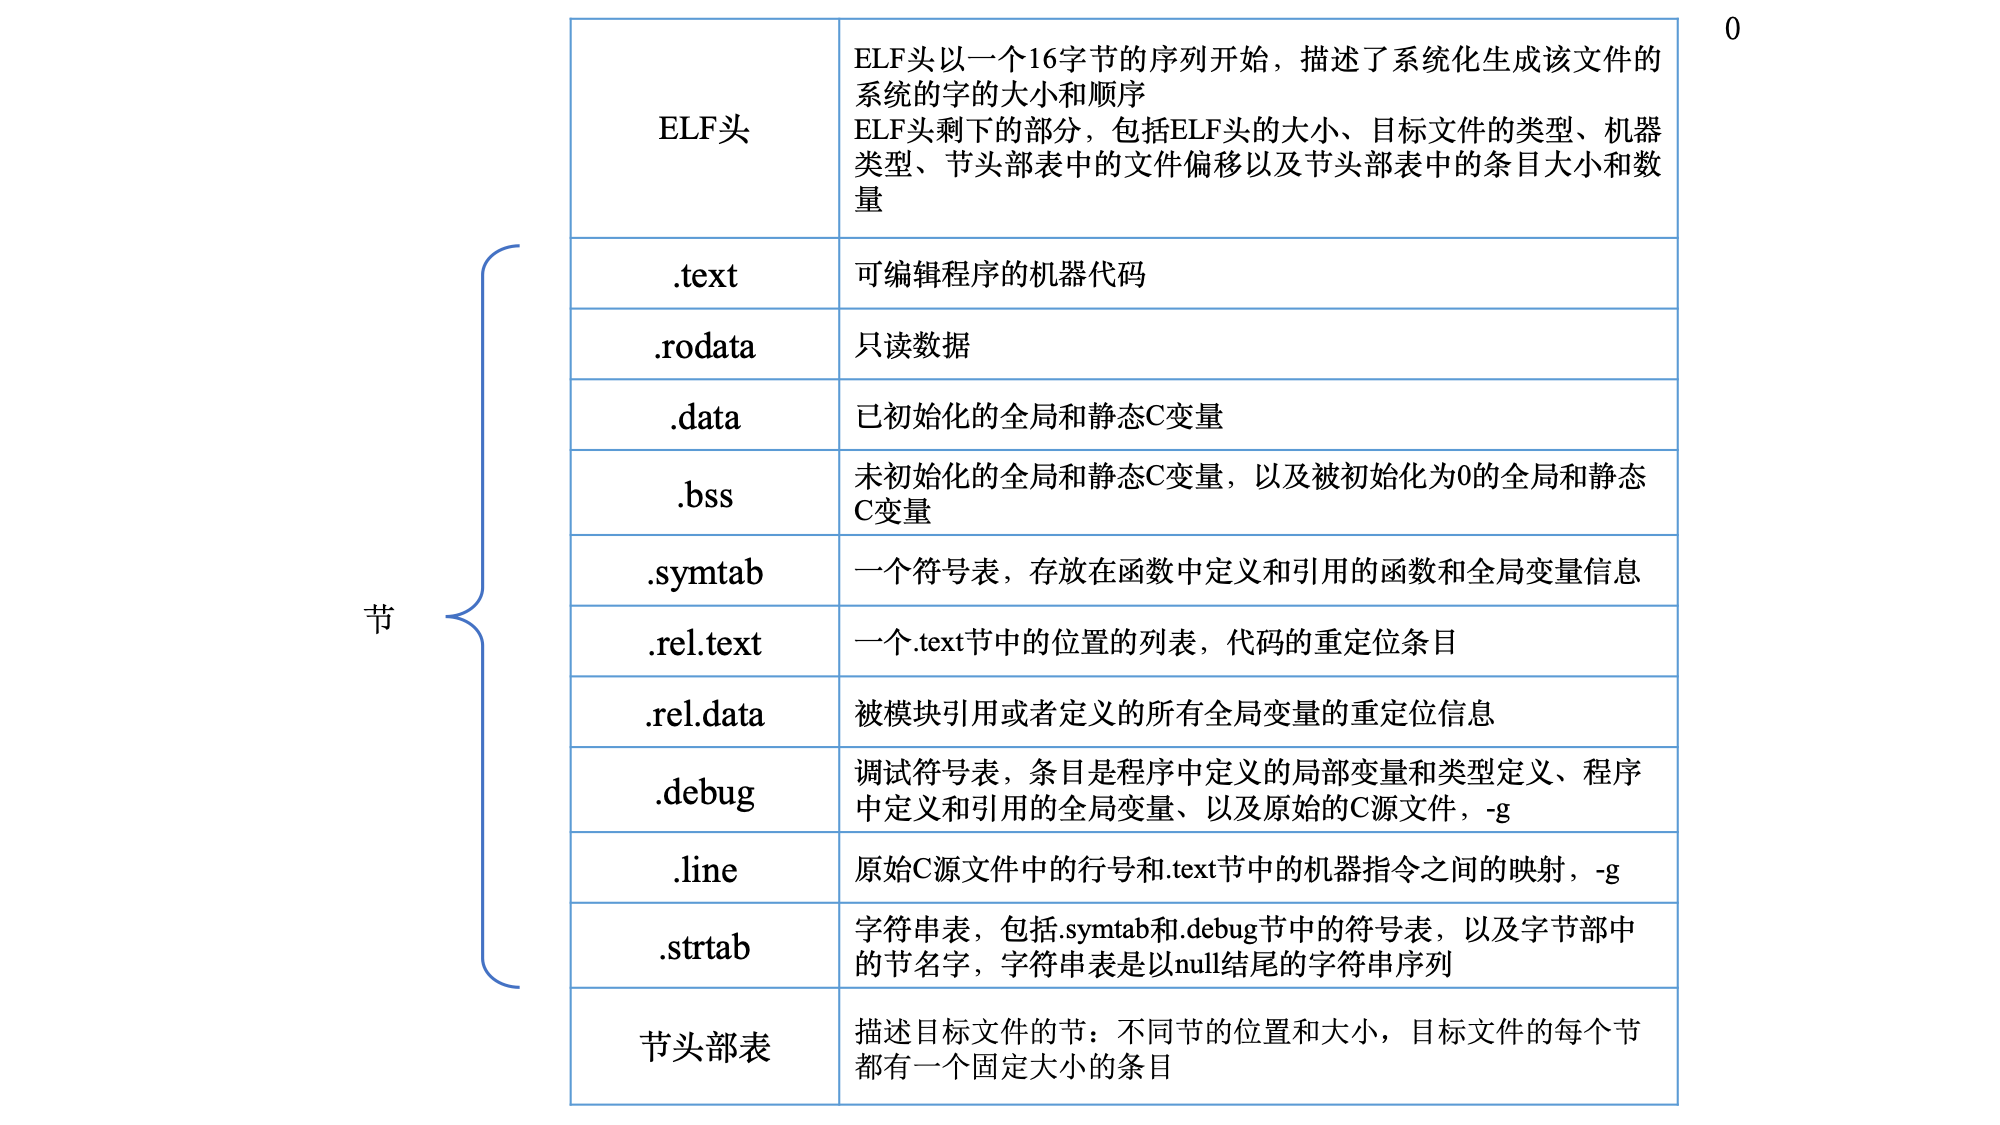 0
ELF头
ELF头以一个16字节的序列开始，描述了系统化生成该文件的
系统的字的大小和顺序
ELF头剩下的部分，包括ELF头的大小、目标文件的类型、机器
类型、节头部表中的文件偏移以及节头部表中的条目大小和数
量
节
.text
可编辑程序的机器代码
.rodata
只读数据
.data
已初始化的全局和静态C变量
.bss
未初始化的全局和静态C变量，以及被初始化为0的全局和静态
C变量
.symtab
一个符号表，存放在函数中定义和引用的函数和全局变量信息
.rel.text
一个.text节中的位置的列表，代码的重定位条目
.rel.data
被模块引用或者定义的所有全局变量的重定位信息
.debug
调试符号表，条目是程序中定义的局部变量和类型定义、程序
中定义和引用的全局变量、以及原始的C源文件，-g
.line
原始C源文件中的行号和.text节中的机器指令之间的映射，-g
.strtab
字符串表，包括.symtab和.debug节中的符号表，以及字节部中
的节名字，字符串表是以null结尾的字符串序列
节头部表
描述目标文件的节：不同节的位置和大小，目标文件的每个节
都有一个固定大小的条目